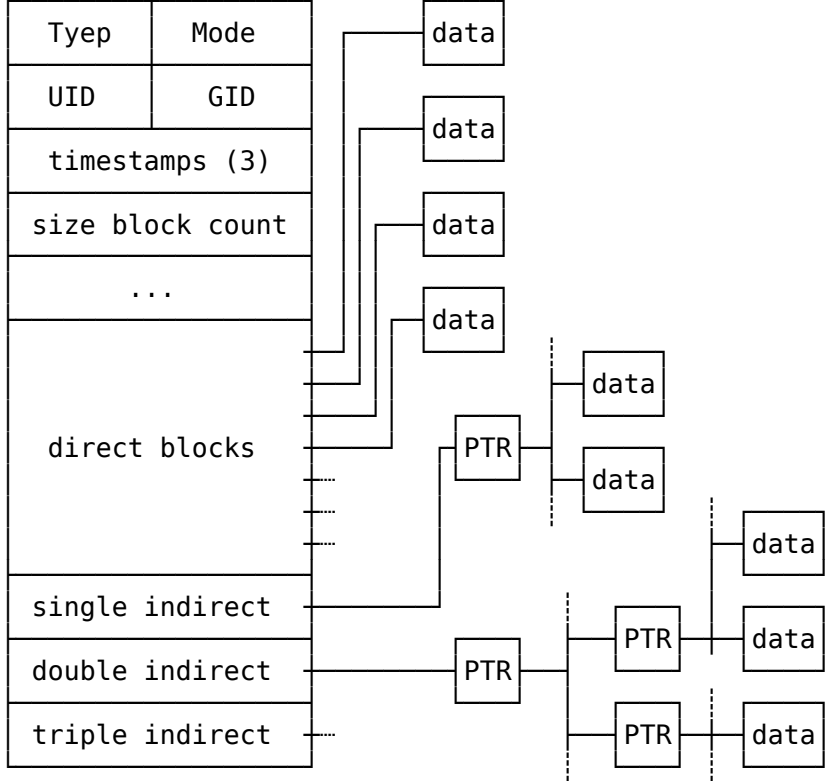 Tyep Mode data
UID GID data
timestamps (3)
size block count data
...
data
data
direct blocks PTR
data
data
single indirect
PTR data
double indirect PTR
triple indirect PTR data